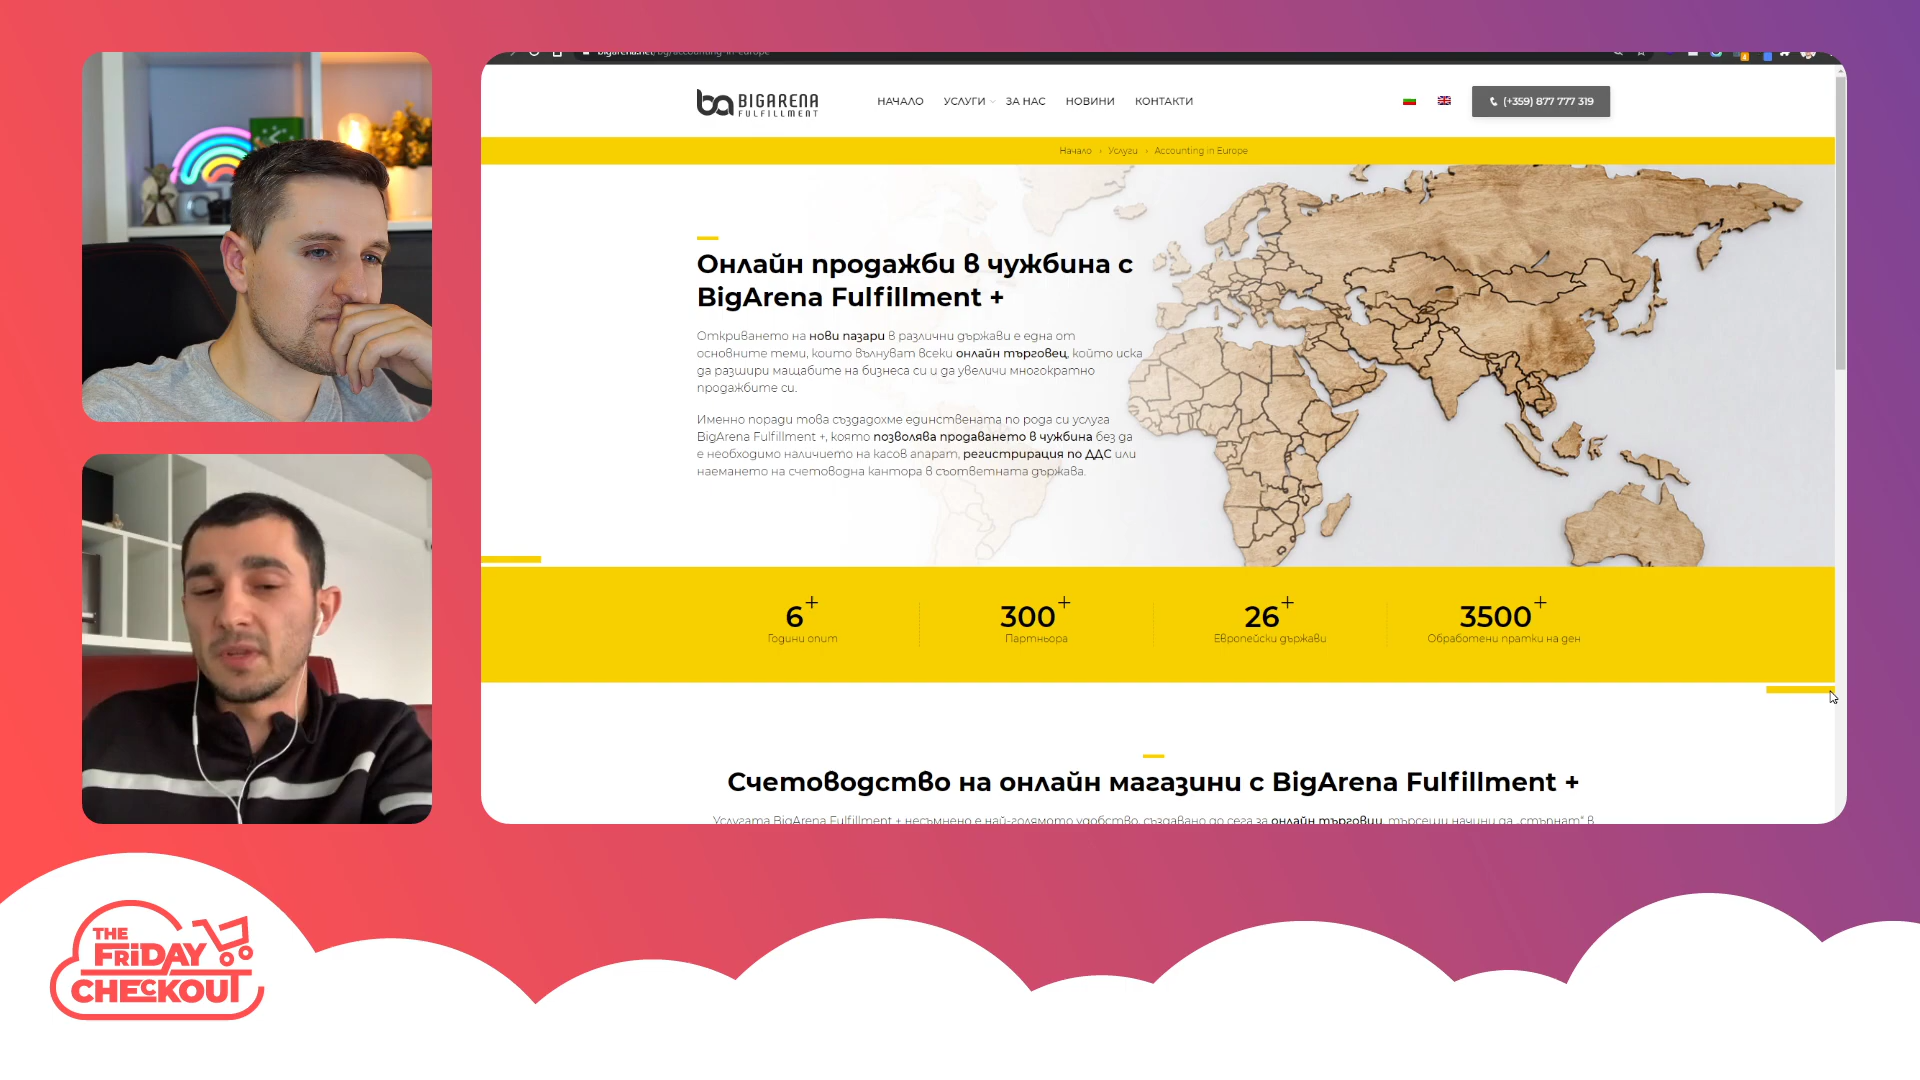 bigarena.net/bg/accounting-in-europe
ba BIGARENA
FULFILLMENT
НАЧАЛО УСЛУГИ ЗА НАС НОВИНИ КОНТАКТИ
(+359) 877 777 319
Начало › Услуги › Accounting in Europe
Онлайн продажби в чужбина с
BigArena Fulfillment +
Откриването на нови пазари в различни държави е една от
основните теми, които вълнуват всеки онлайн търговец, който иска
да разшири мащабите на бизнеса си и да увеличи многократно
продажбите си.
Именно поради това създадохме единствената по рода си услуга
BigArena Fulfillment +, която позволява продаването в чужбина без да
е необходимо наличието на касов апарат, регистрирация по ДДС или
наемането на счетоводна кантора в съответната държава.
6+ 300+ 26+ 3500+
Години опит Партньора Европейски държави Обработени пратки на ден
Счетоводство на онлайн магазини с BigArena Fulfillment +
Услугата BigArena Fulfillment + несъмнено е най-голямото удобство, създавано до сега за онлайн търговци, търсещи начини да „стъпнат“ в
THE
FRIDAY
CHECKOUT